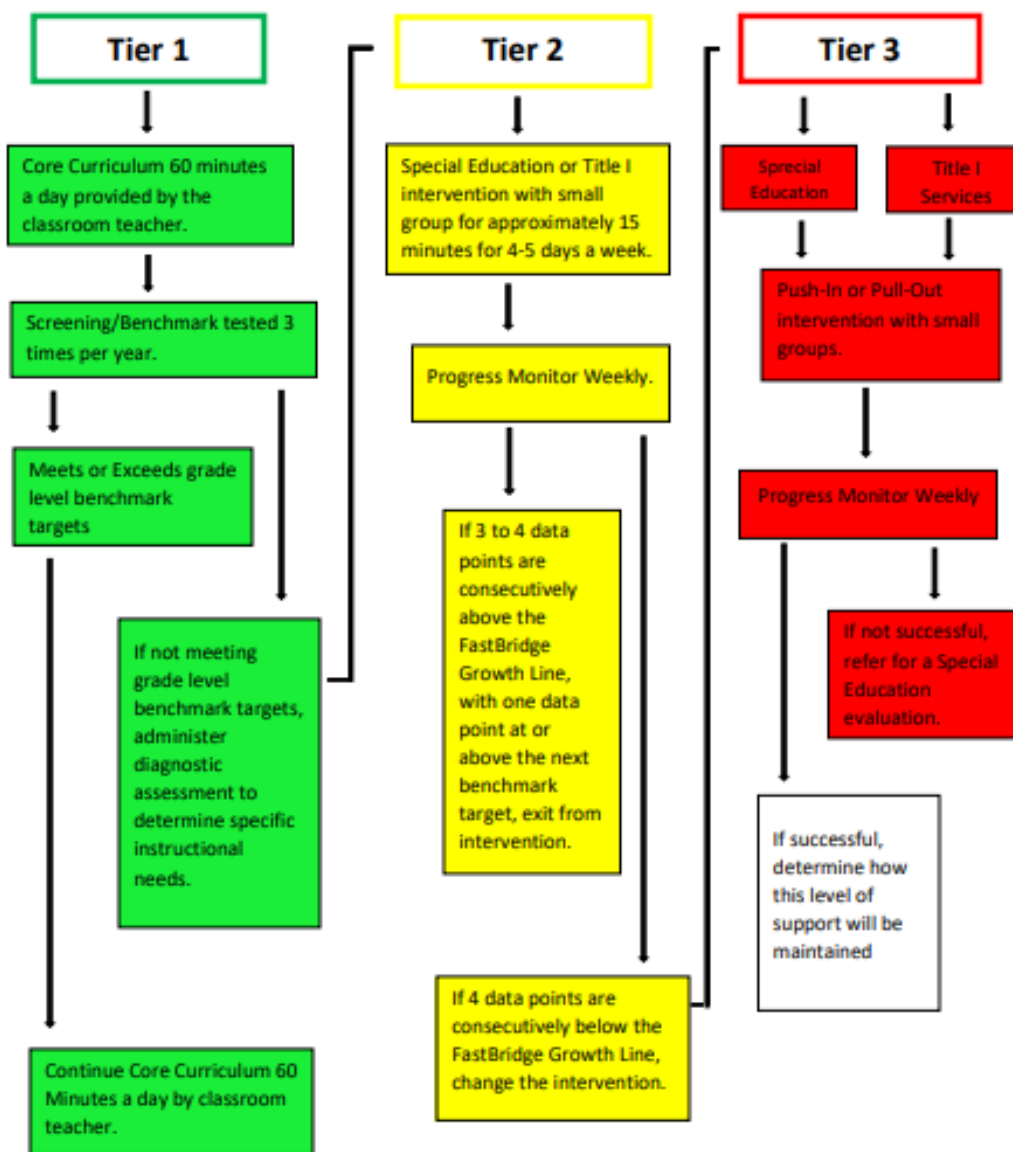 Tier 1
Core Curriculum 60 minutes
a day provided by the
classroom teacher.
Screening/Benchmark tested 3
times per year.
Meets or Exceeds grade
level benchmark
targets
If not meeting
grade level
benchmark targets,
administer
diagnostic
assessment to
determine specific
instructional
needs.
Continue Core Curriculum 60
Minutes a day by classroom
teacher.
Tier 2
Special Education or Title I
intervention with small
group for approximately 15
minutes for 4-5 days a week.
Progress Monitor Weekly.
If 3 to 4 data
points are
consecutively
above the
FastBridge
Growth Line,
with one data
point at or
above the next
benchmark
target, exit from
intervention.
If 4 data points are
consecutively below the
FastBridge Growth Line,
change the intervention.
Tier 3
Sprecial
Education
Title I
Services
Push-In or Pull-Out
intervention with small
groups.
Progress Monitor Weekly
If not successful,
refer for a Special
Education
evaluation.
If successful,
determine how
this level of
support will be
maintained